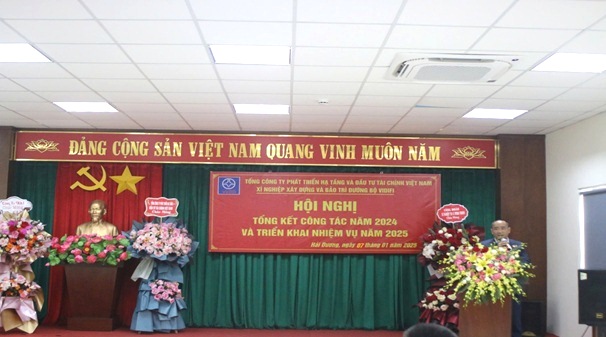 ĐẢNG CỘNG SẢN VIỆT NAM QUANG VINH MUÔN NĂM
TỔNG CÔNG TY PHÁT TRIỂN HẠ TẦNG VÀ ĐẦU TƯ TÀI CHÍNH VIỆT NAM
XÍ NGHIỆP XÂY DỰNG VÀ BẢO TRÌ ĐƯỜNG BỘ VIDIFI
HỘI NGHỊ
TỔNG KẾT CÔNG TÁC NĂM 2024
VÀ TRIỂN KHAI NHIỆM VỤ NĂM 2025
Hải Dương, ngày 07 tháng 01 năm 2025